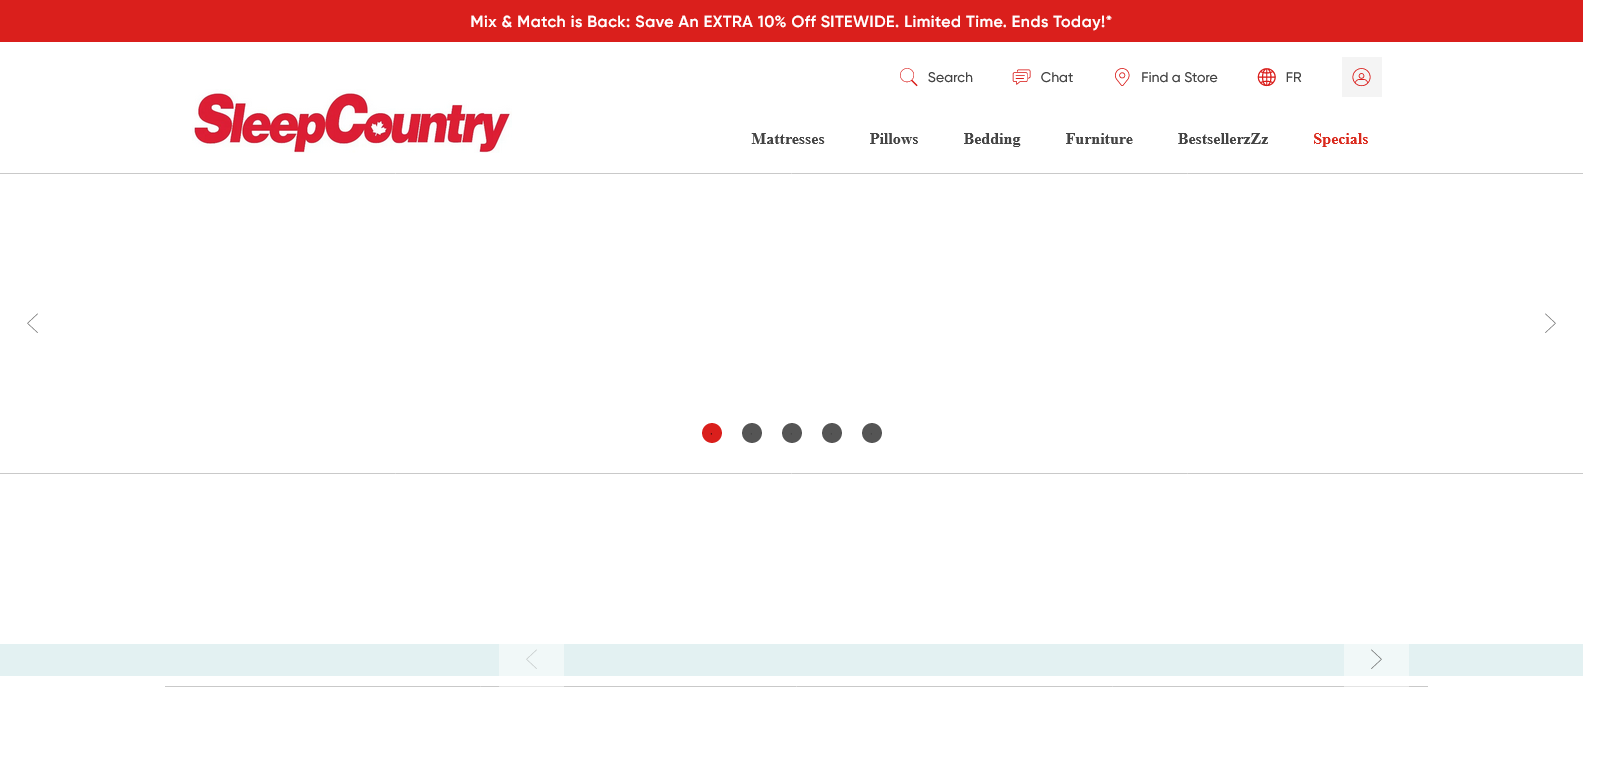 Mix & Match is Back: Save An EXTRA 10% Off SITEWIDE. Limited Time. Ends Today!*
Search Chat Find a Store FR
SleepCountry
Mattresses Pillows Bedding Furniture BestsellerzZz Specials